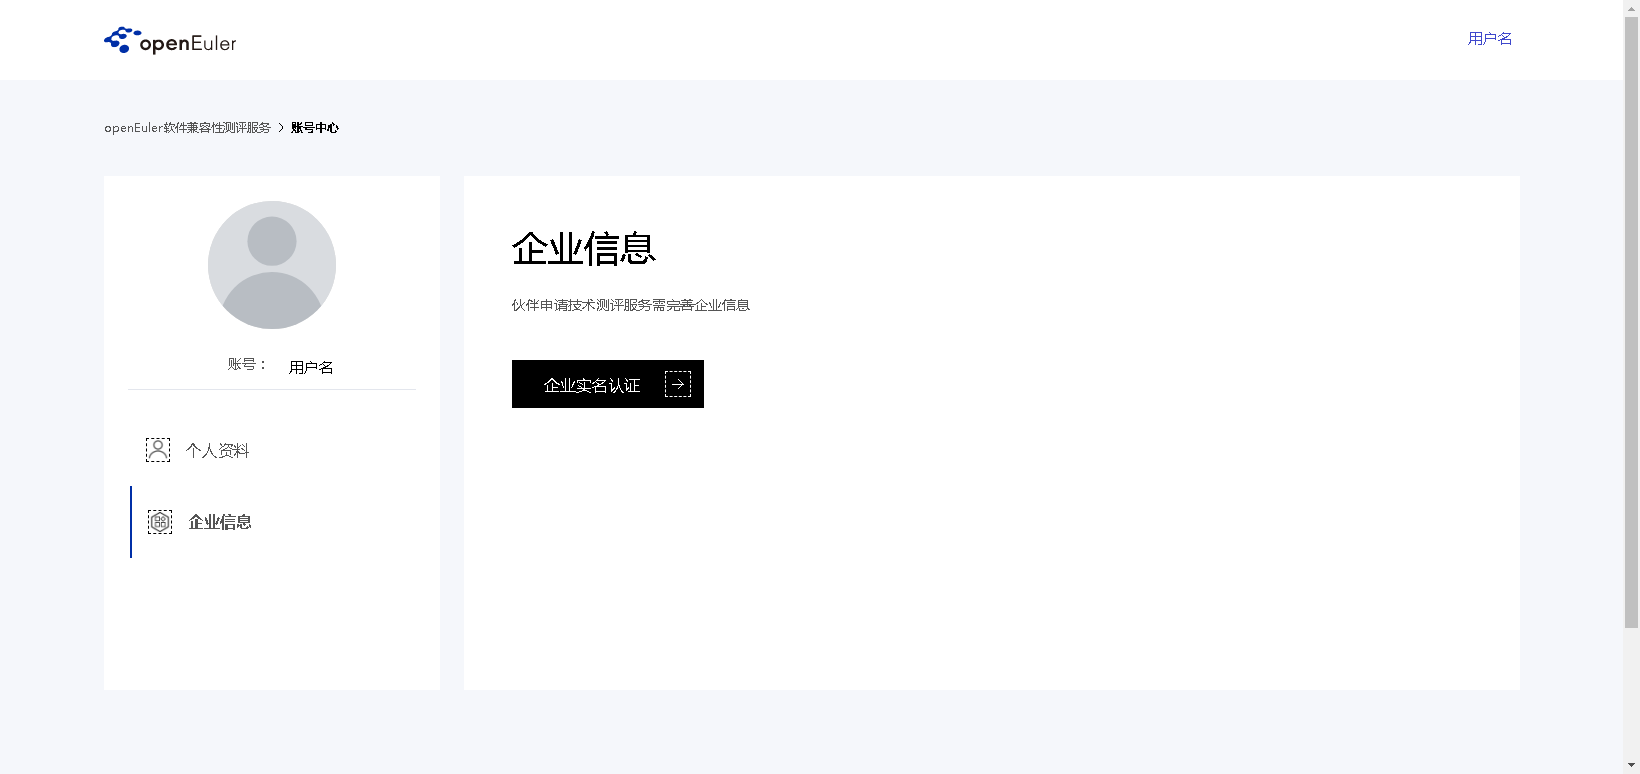 openEuler
用户名
openEuler软件兼容性测评服务 > 账号中心
账号： 用户名
个人资料
企业信息
企业信息
伙伴申请技术测评服务需完善企业信息
企业实名认证